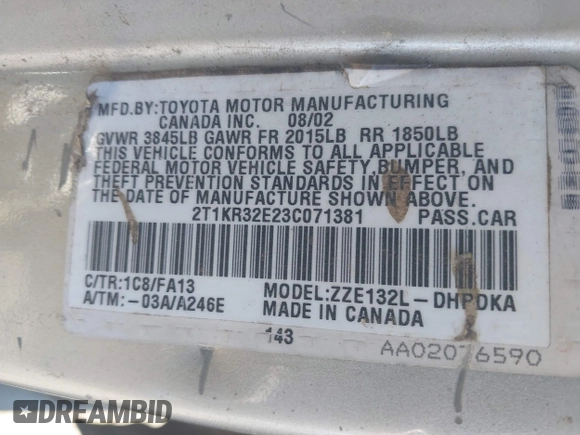 MFD.BY:TOYOTA MOTOR MANUFACTURING
CANADA INC. 08/02
GVWR 3845LB GAWR FR 2015LB RR 1850LB
THIS VEHICLE CONFORMS TO ALL APPLICABLE
FEDERAL MOTOR VEHICLE SAFETY,BUMPER, AND
THEFT PREVENTION STANDARDS IN EFFECT ON
THE DATE OF MANUFACTURE SHOWN ABOVE.
2T1KR32E23C071381 PASS.CAR
C/TR:1C8/FA13 MODEL:ZZE132L-DHPDKA
A/TM:-03A/A246E MADE IN CANADA
143
AA02076590
DREAMBID